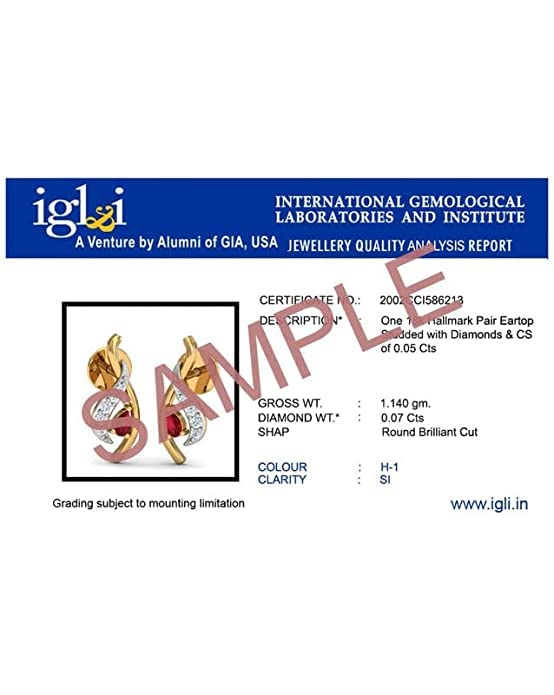 igl&i
A Venture by Alumni of GIA, USA
INTERNATIONAL GEMOLOGICAL
LABORATORIES AND INSTITUTE
JEWELLERY QUALITY ANALYSIS REPORT
CERTIFICATE NO.: 2002CCI586213
DESCRIPTION* : One Hallmark Pair Eartop
Studded with Diamonds & CS
of 0.05 Cts
GROSS WT. : 1.140 gm.
DIAMOND WT.* : 0.07 Cts
SHAP : Round Brilliant Cut
COLOUR : H-1
CLARITY : SI
Grading subject to mounting limitation
www.igli.in
SAMPLE